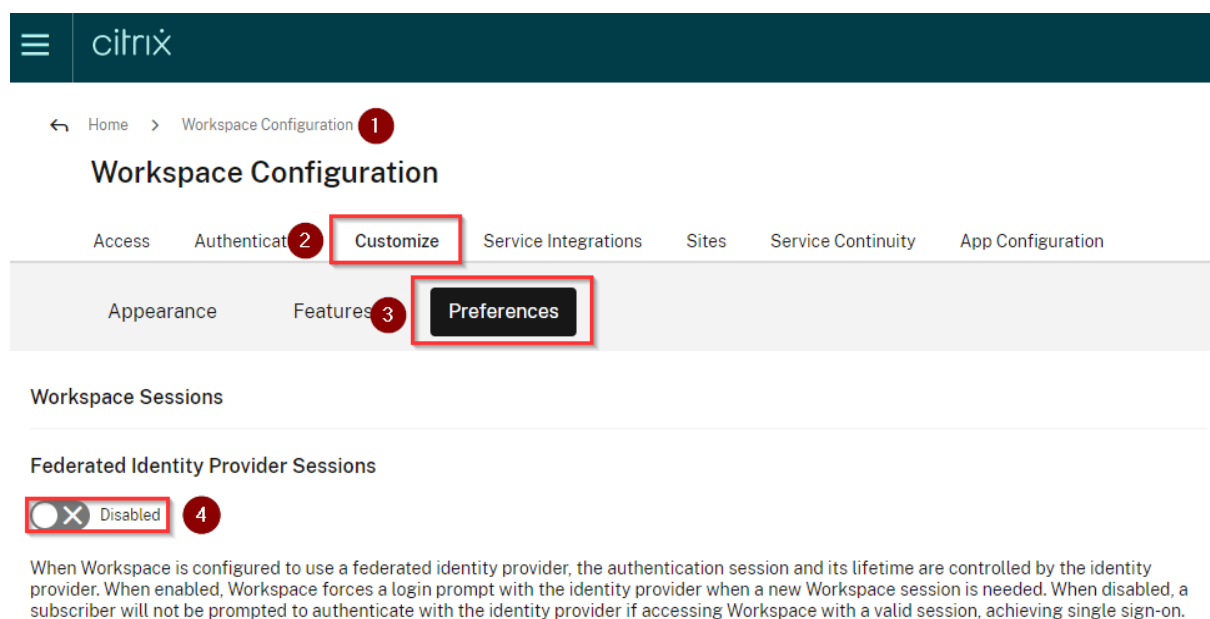 citrix
Home > Workspace Configuration 1
Workspace Configuration
Access Authenticat 2 Customize Service Integrations Sites Service Continuity App Configuration
Appearance Features 3 Preferences
Workspace Sessions
Federated Identity Provider Sessions
Disabled 4
When Workspace is configured to use a federated identity provider, the authentication session and its lifetime are controlled by the identity
provider. When enabled, Workspace forces a login prompt with the identity provider when a new Workspace session is needed. When disabled, a
subscriber will not be prompted to authenticate with the identity provider if accessing Workspace with a valid session, achieving single sign-on.